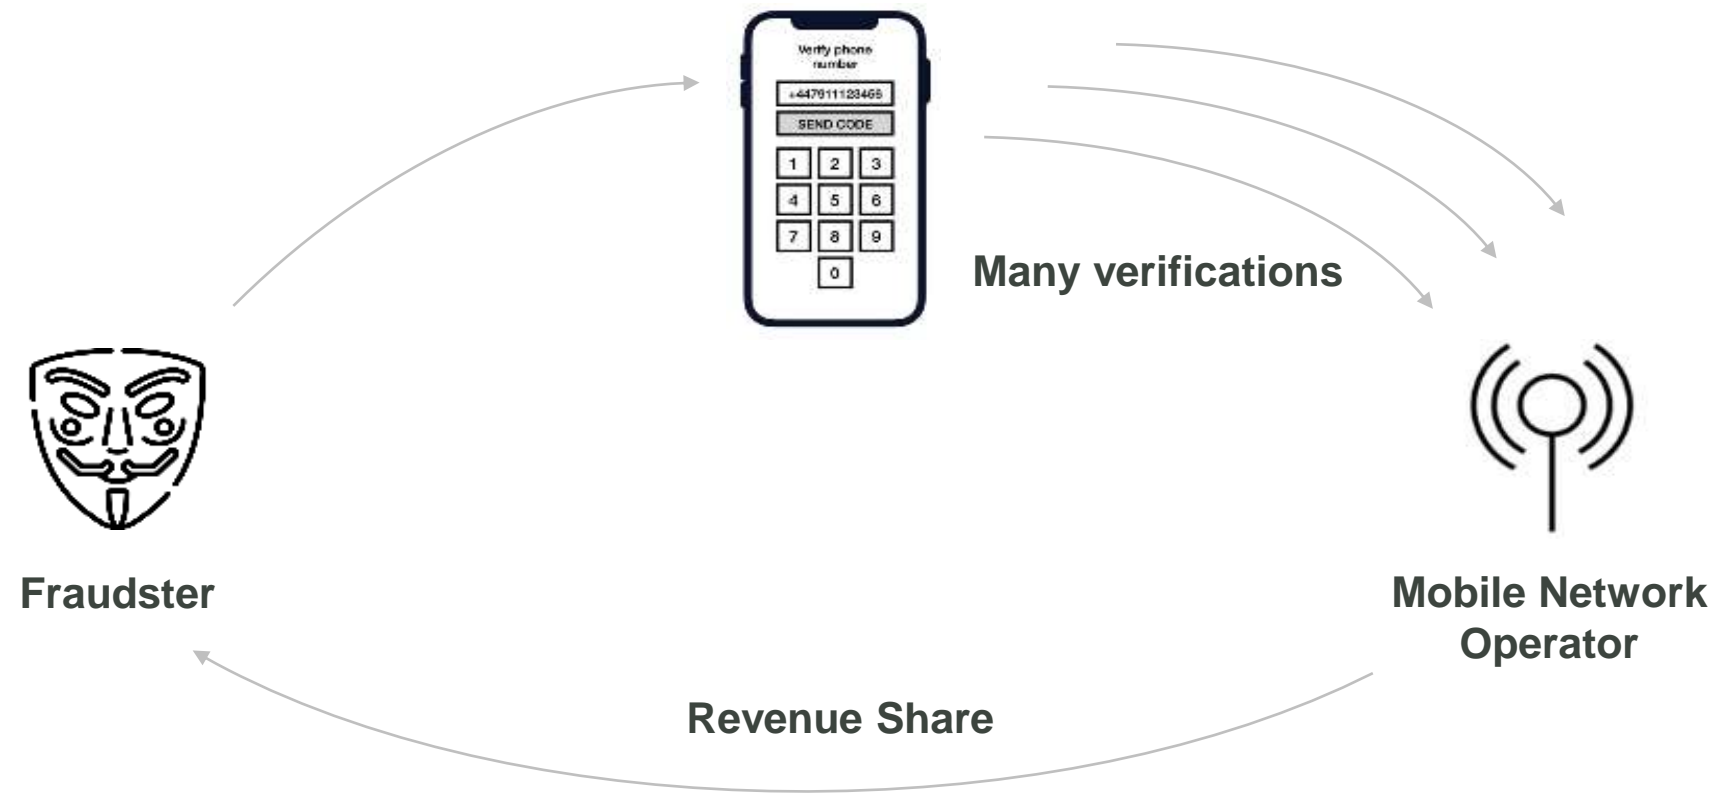 Verify phone
number
+447911123456
SEND CODE
1 2 3
4 5 6
7 8 9
0
Many verifications
Fraudster
Mobile Network
Operator
Revenue Share